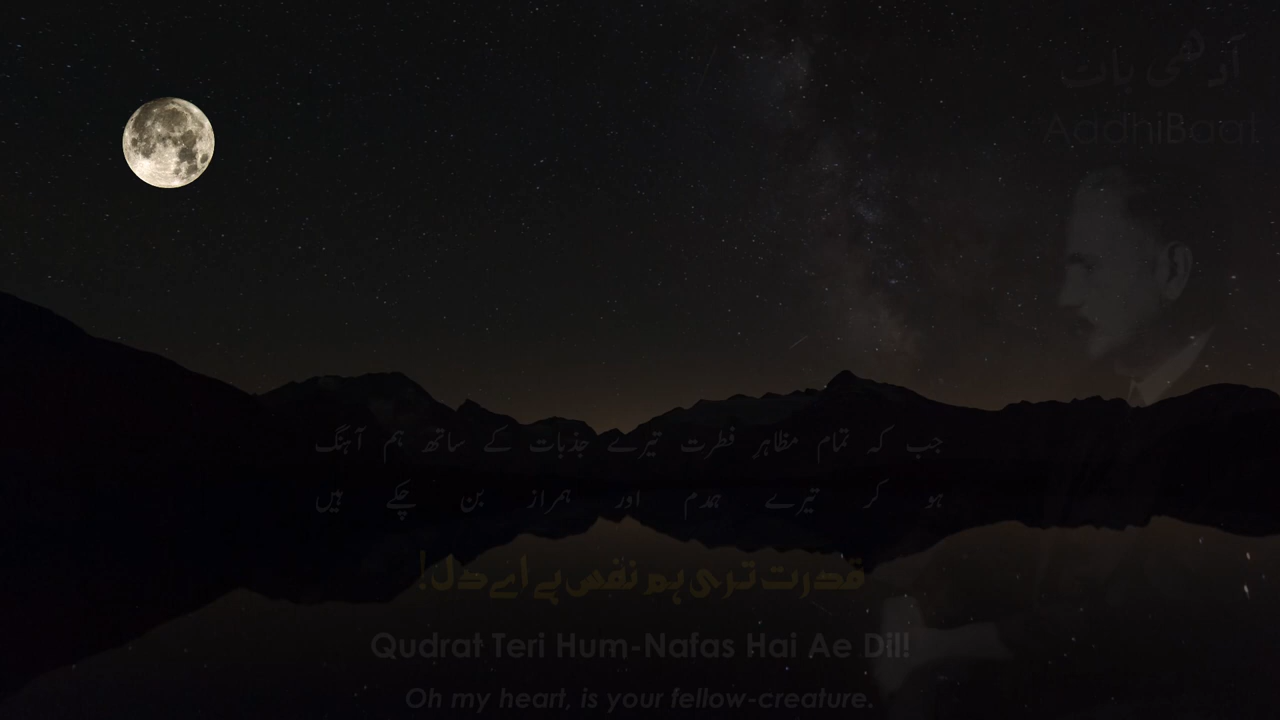 آدھی بات
AadhiBaat
جب کہ تمام مظاہر فطرت تیرے جذبات کے ساتھ ہم آہنگ
ہو کر تیرے ہمدم اور ہمراز بن چکے ہیں
قدرت تری ہم نفس ہے اے دل!
Qudrat Teri Hum-Nafas Hai Ae Dil!
Oh my heart, is your fellow-creature.